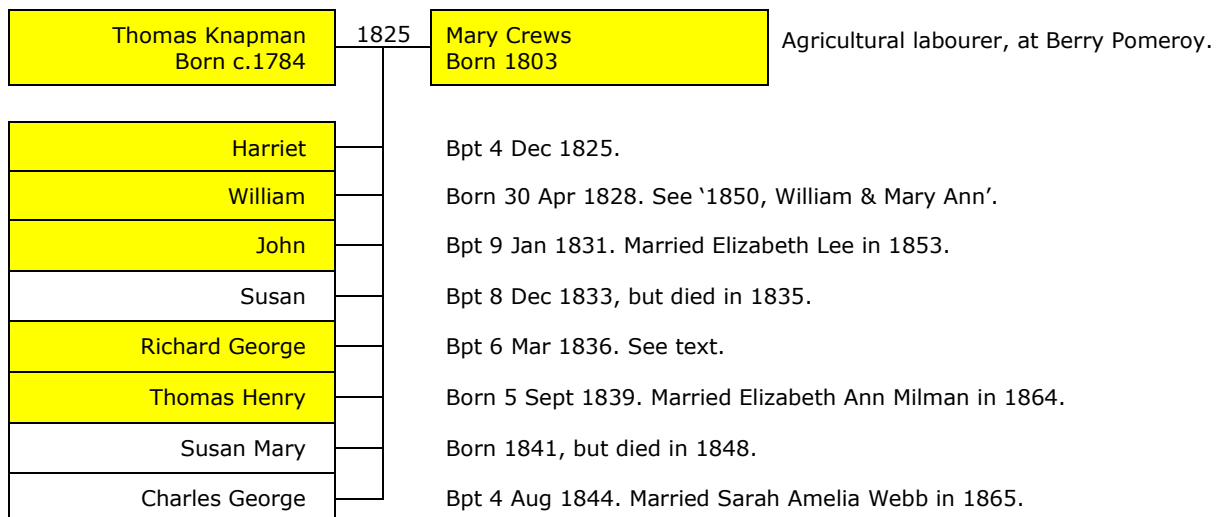 Thomas Knapman 1825 Mary Crews Agricultural labourer, at Berry Pomeroy.
Born c.1784 Born 1803
Harriet Bpt 4 Dec 1825.
William Born 30 Apr 1828. See ‘1850, William & Mary Ann’.
John Bpt 9 Jan 1831. Married Elizabeth Lee in 1853.
Susan Bpt 8 Dec 1833, but died in 1835.
Richard George Bpt 6 Mar 1836. See text.
Thomas Henry Born 5 Sept 1839. Married Elizabeth Ann Milman in 1864.
Susan Mary Born 1841, but died in 1848.
Charles George Bpt 4 Aug 1844. Married Sarah Amelia Webb in 1865.